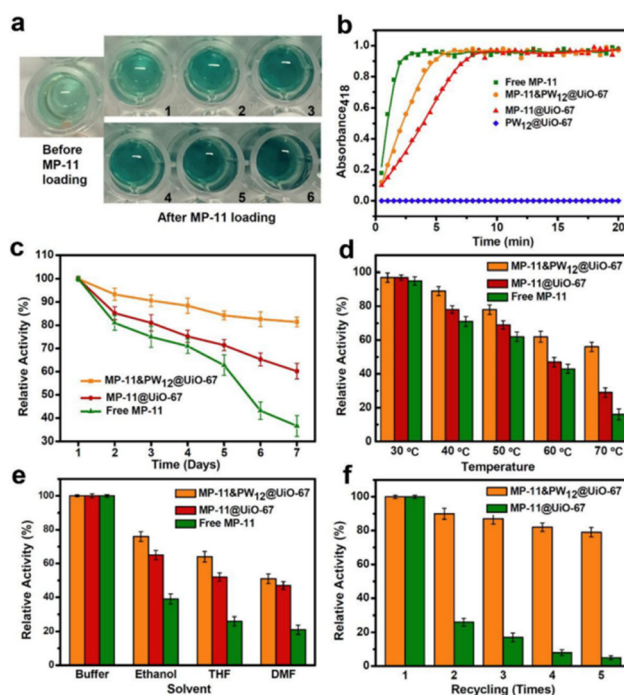 a
1
2
3
Before
MP-11
loading
4
5
6
After MP-11 loading
b
Absorbance418
1.0
0.8
0.6
0.4
0.2
0.0
Free MP-11
MP-11&PW12@UiO-67
MP-11@UiO-67
PW12@UiO-67
0 5 10 15 20
Time (min)
c
Relative Activity (%)
110
100
90
80
70
60
50
40
30
MP-11&PW12@UiO-67
MP-11@UiO-67
Free MP-11
1 2 3 4 5 6 7
Time (Days)
d
Relative Activity (%)
100
80
60
40
20
0
MP-11&PW12@UiO-67
MP-11@UiO-67
Free MP-11
30 ºC 40 ºC 50 ºC 60 ºC 70 ºC
Temperature
e
Relative Activity (%)
100
80
60
40
20
0
MP-11&PW12@UiO-67
MP-11@UiO-67
Free MP-11
Buffer Ethanol THF DMF
Solvent
f
Relative Activity (%)
100
80
60
40
20
0
MP-11&PW12@UiO-67
MP-11@UiO-67
1 2 3 4 5
Recycling (Times)